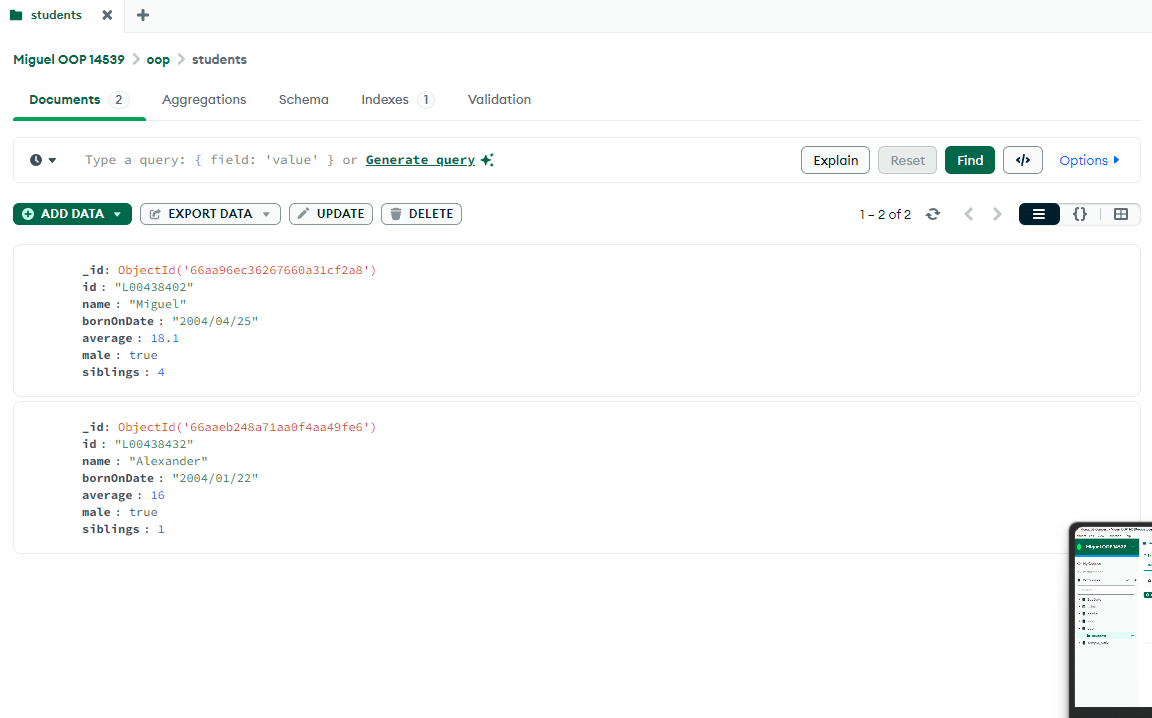 students
Miguel OOP 14539 oop students
Documents 2 Aggregations Schema Indexes 1 Validation
Type a query: { field: 'value' } or Generate query
Explain Reset Find </> Options
ADD DATA EXPORT DATA UPDATE DELETE
1 – 2 of 2 {}
_id: ObjectId('66aa96ec36267660a31cf2a8')
id : "L00438402"
name : "Miguel"
bornOnDate : "2004/04/25"
average : 18.1
male : true
siblings : 4
_id: ObjectId('66aaeb248a71aa0f4aa49fe6')
id : "L00438432"
name : "Alexander"
bornOnDate : "2004/01/22"
average : 16
male : true
siblings : 1
Miguel OOP 14539